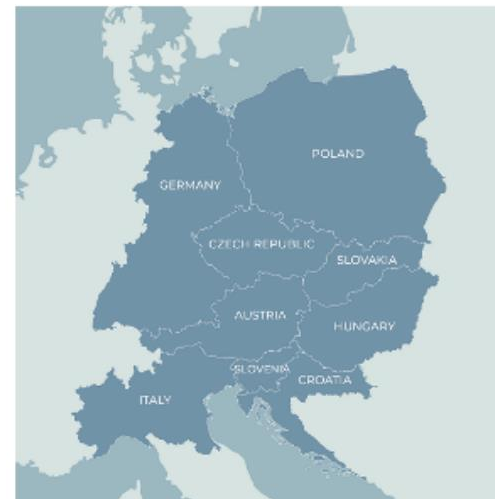 POLAND
GERMANY
CZECH REPUBLIC
SLOVAKIA
AUSTRIA
HUNGARY
SLOVENIA
CROATIA
ITALY